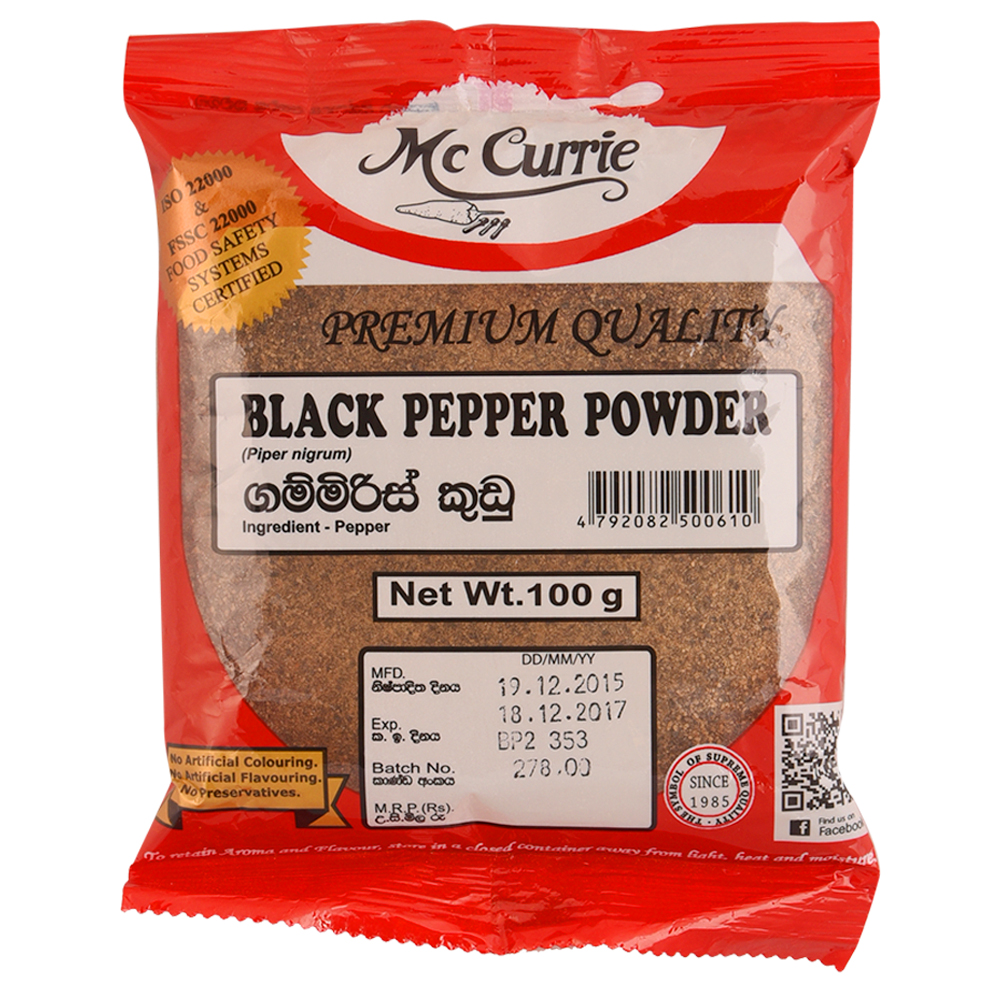 Mc Currie
ISO 22000
&
FSSC 22000
FOOD SAFETY
SYSTEMS
CERTIFIED
PREMIUM QUALITY
BLACK PEPPER POWDER
(Piper nigrum)
ගම්මිරිස් කුඩු
Ingredient - Pepper
4 792082 500610
Net Wt.100 g
DD/MM/YY
MFD. 19.12.2015
නිෂ්පාදිත දිනය
Exp. 18.12.2017
ක. ඉ. දිනය BP2 353
Batch No. 278.00
කාණ්ඩ අංකය
M.R.P.(Rs).
උ.සි.මිල රු
No Artificial Colouring.
No Artificial Flavouring.
No Preservatives.
THE SYMBOL OF SUPREME QUALITY
SINCE
1985
Find us on
Facebook
To retain Aroma and Flavour, store in a closed container away from light, heat and moisture